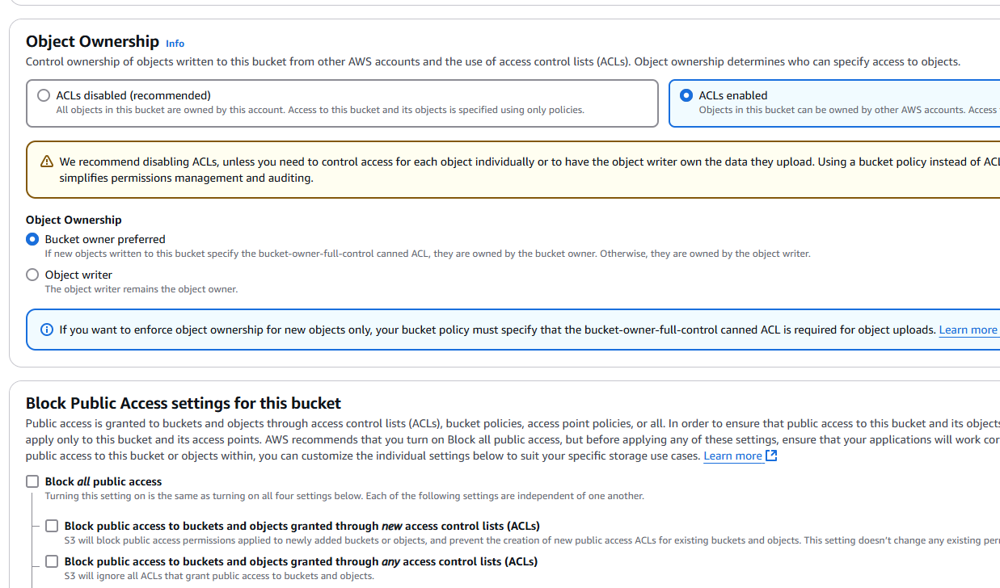 Object Ownership Info
Control ownership of objects written to this bucket from other AWS accounts and the use of access control lists (ACLs). Object ownership determines who can specify access to objects.
ACLs disabled (recommended)
All objects in this bucket are owned by this account. Access to this bucket and its objects is specified using only policies.
ACLs enabled
Objects in this bucket can be owned by other AWS accounts. Access
We recommend disabling ACLs, unless you need to control access for each object individually or to have the object writer own the data they upload. Using a bucket policy instead of ACL
simplifies permissions management and auditing.
Object Ownership
Bucket owner preferred
If new objects written to this bucket specify the bucket-owner-full-control canned ACL, they are owned by the bucket owner. Otherwise, they are owned by the object writer.
Object writer
The object writer remains the object owner.
If you want to enforce object ownership for new objects only, your bucket policy must specify that the bucket-owner-full-control canned ACL is required for object uploads. Learn more
Block Public Access settings for this bucket
Public access is granted to buckets and objects through access control lists (ACLs), bucket policies, access point policies, or all. In order to ensure that public access to this bucket and its objects
apply only to this bucket and its access points. AWS recommends that you turn on Block all public access, but before applying any of these settings, ensure that your applications will work cor
public access to this bucket or objects within, you can customize the individual settings below to suit your specific storage use cases. Learn more
Block all public access
Turning this setting on is the same as turning on all four settings below. Each of the following settings are independent of one another.
Block public access to buckets and objects granted through new access control lists (ACLs)
S3 will block public access permissions applied to newly added buckets or objects, and prevent the creation of new public access ACLs for existing buckets and objects. This setting doesn't change any existing per
Block public access to buckets and objects granted through any access control lists (ACLs)
S3 will ignore all ACLs that grant public access to buckets and objects.